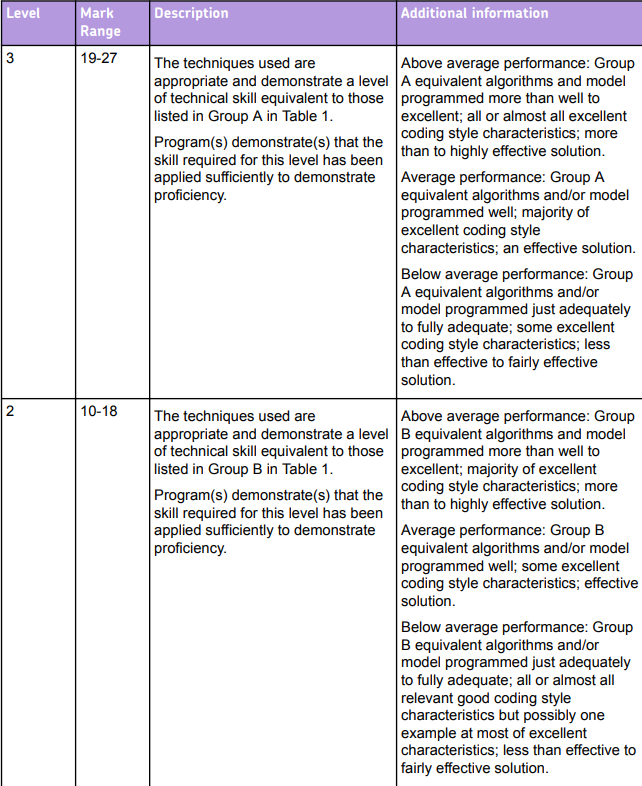 Level Mark Range Description Additional information
3 19-27
The techniques used are
appropriate and demonstrate a level
of technical skill equivalent to those
listed in Group A in Table 1.
Program(s) demonstrate(s) that the
skill required for this level has been
applied sufficiently to demonstrate
proficiency.
Above average performance: Group
A equivalent algorithms and model
programmed more than well to
excellent; all or almost all excellent
coding style characteristics; more
than to highly effective solution.
Average performance: Group A
equivalent algorithms and/or model
programmed well; majority of
excellent coding style
characteristics; an effective solution.
Below average performance: Group
A equivalent algorithms and/or
model programmed just adequately
to fully adequate; some excellent
coding style characteristics; less
than effective to fairly effective
solution.
2 10-18
The techniques used are
appropriate and demonstrate a level
of technical skill equivalent to those
listed in Group B in Table 1.
Program(s) demonstrate(s) that the
skill required for this level has been
applied sufficiently to demonstrate
proficiency.
Above average performance: Group
B equivalent algorithms and model
programmed more than well to
excellent; majority of excellent
coding style characteristics; more
than to highly effective solution.
Average performance: Group B
equivalent algorithms and/or model
programmed well; some excellent
coding style characteristics; effective
solution.
Below average performance: Group
B equivalent algorithms and/or
model programmed just adequately
to fully adequate; all or almost all
relevant good coding style
characteristics but possibly one
example at most of excellent
characteristics; less than effective to
fairly effective solution.